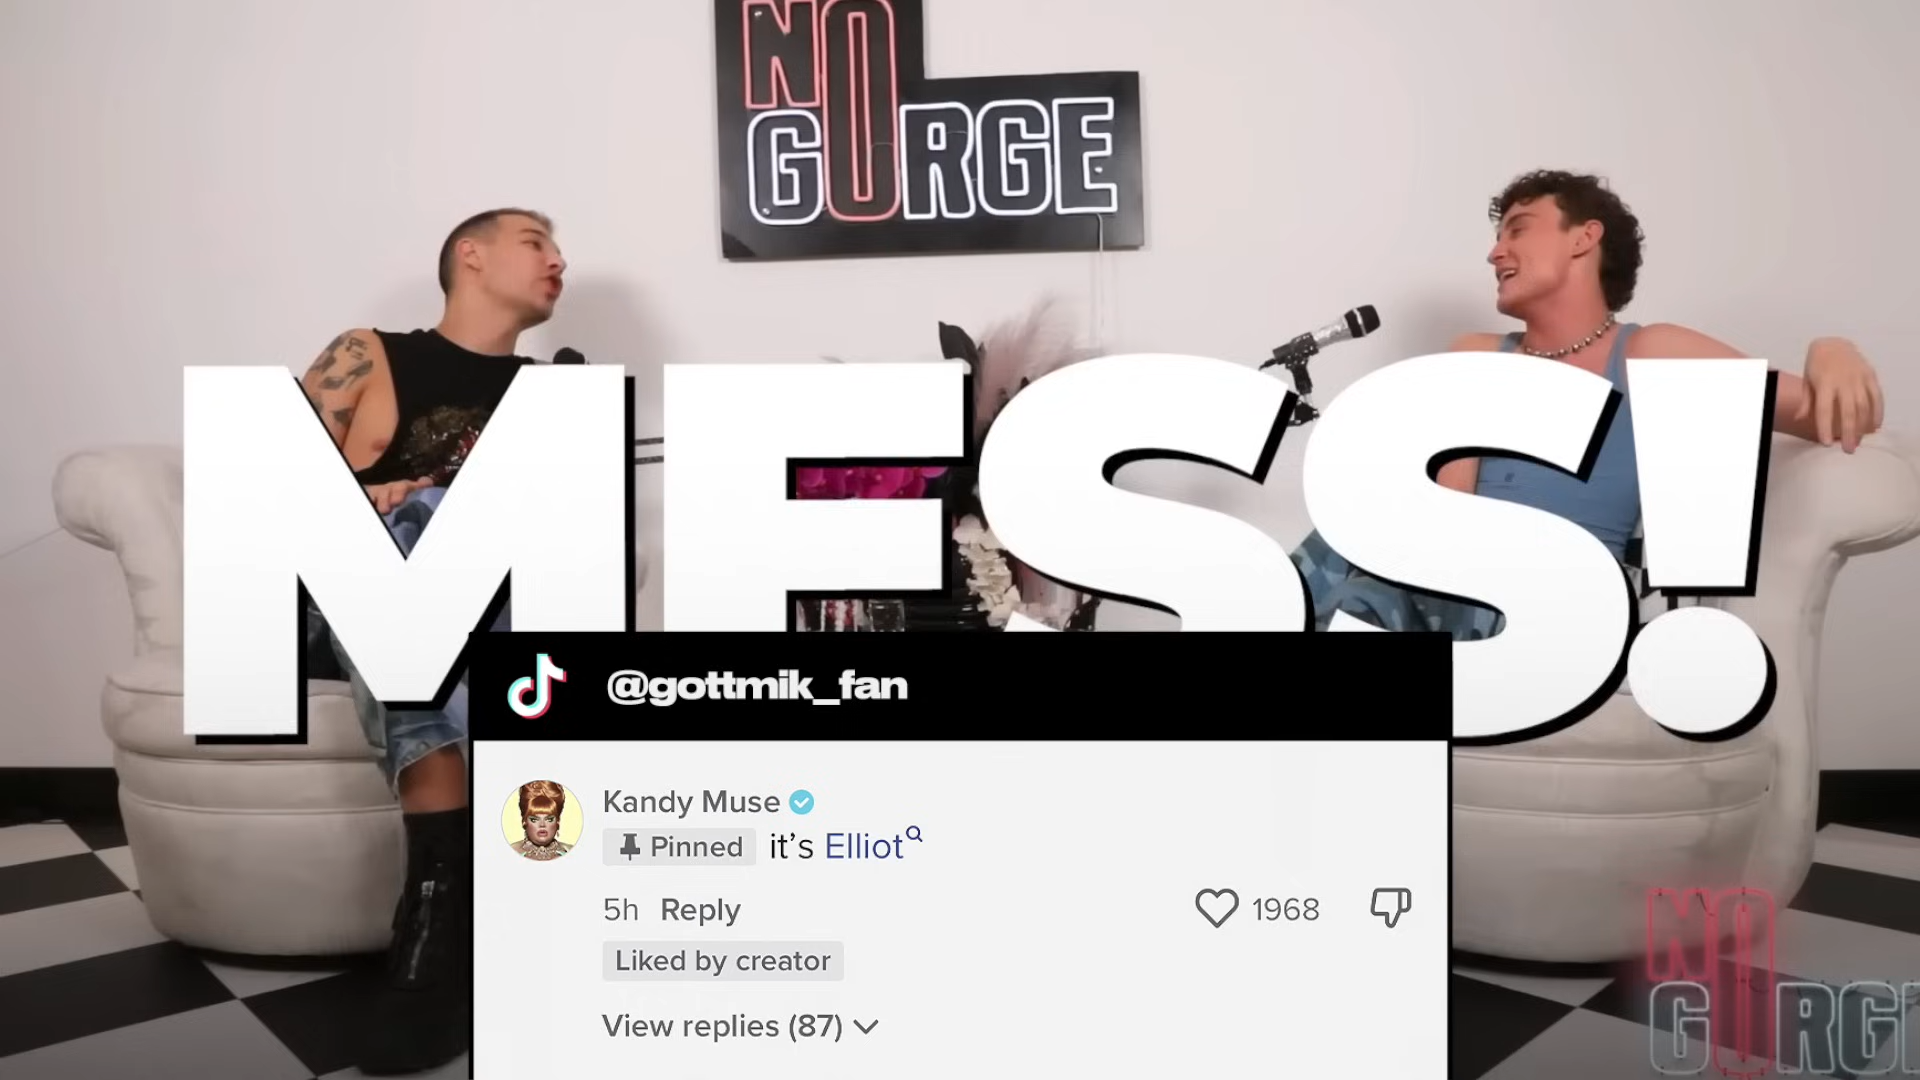 NO
GORGE
MESS!
@gottmik_fan
Kandy Muse
Pinned it's Elliot
5h Reply
1968
Liked by creator
View replies (87)
NO
GORGE